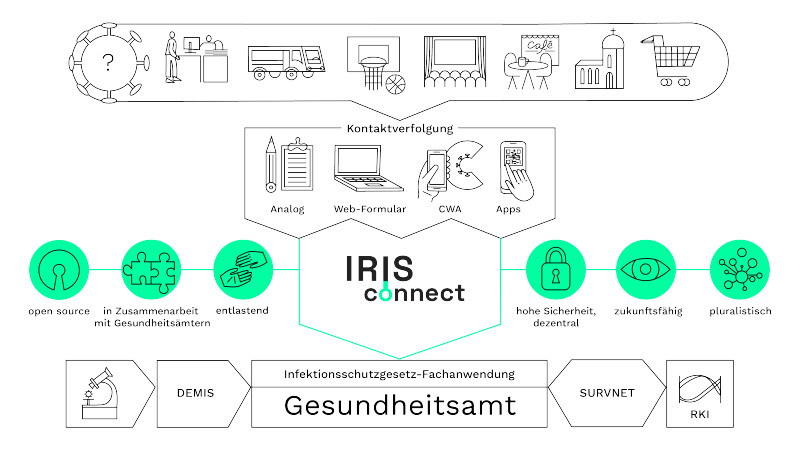 ?
Café
Kontaktverfolgung
Analog
Web-Formular
CWA
Apps
IRIS
connect
open source
in Zusammenarbeit
mit Gesundheitsämtern
entlastend
hohe Sicherheit,
dezentral
zukunftsfähig
pluralistisch
DEMIS
Infektionsschutzgesetz-Fachanwendung
Gesundheitsamt
SURVNET
RKI